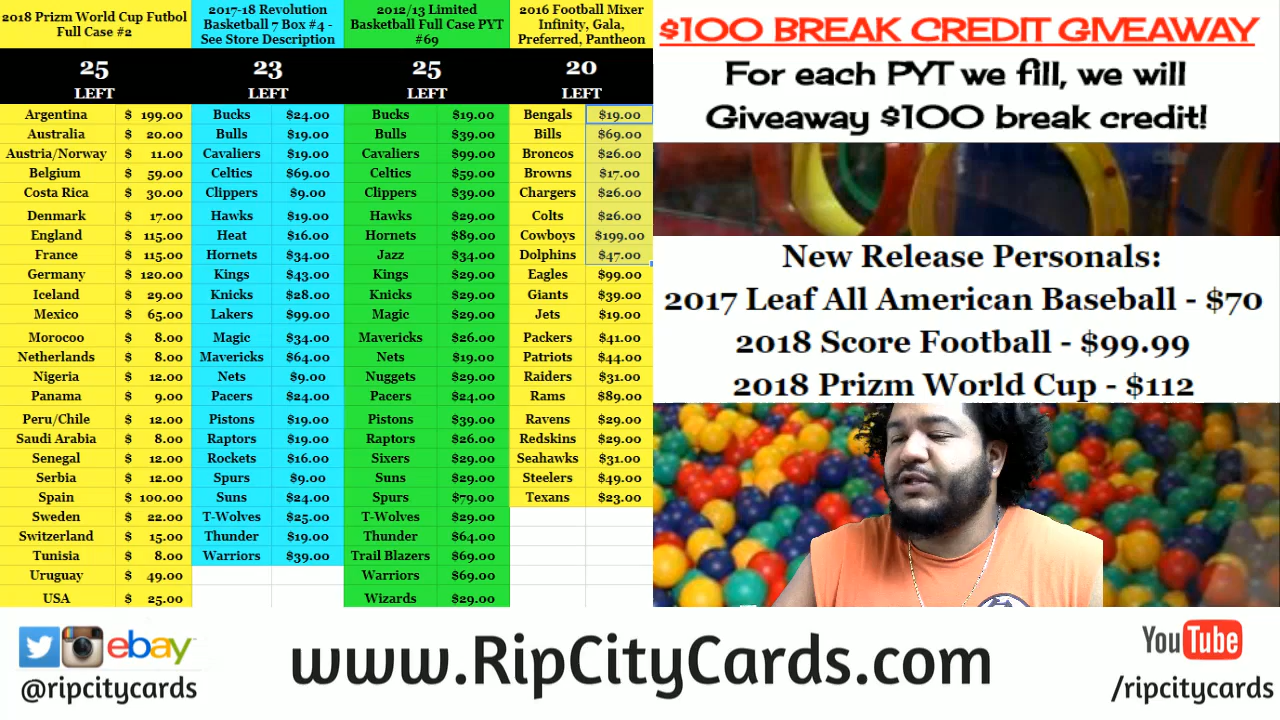 2018 Prizm World Cup Futbol
Full Case #2
25
LEFT
Argentina $ 199.00
Australia $ 20.00
Austria/Norway $ 11.00
Belgium $ 59.00
Costa Rica $ 30.00
Denmark $ 17.00
England $ 115.00
France $ 115.00
Germany $ 120.00
Iceland $ 29.00
Mexico $ 65.00
Morocoo $ 8.00
Netherlands $ 8.00
Nigeria $ 12.00
Panama $ 9.00
Peru/Chile $ 12.00
Saudi Arabia $ 8.00
Senegal $ 12.00
Serbia $ 12.00
Spain $ 100.00
Sweden $ 22.00
Switzerland $ 15.00
Tunisia $ 8.00
Uruguay $ 49.00
USA $ 25.00
2017-18 Revolution
Basketball 7 Box #4 -
See Store Description
23
LEFT
Bucks $24.00
Bulls $19.00
Cavaliers $19.00
Celtics $69.00
Clippers $9.00
Hawks $19.00
Heat $16.00
Hornets $34.00
Kings $43.00
Knicks $28.00
Lakers $99.00
Magic $34.00
Mavericks $64.00
Nets $9.00
Pacers $24.00
Pistons $19.00
Raptors $19.00
Rockets $16.00
Spurs $9.00
Suns $24.00
T-Wolves $25.00
Thunder $19.00
Warriors $39.00
2012/13 Limited
Basketball Full Case PYT
#69
25
LEFT
Bucks $19.00
Bulls $39.00
Cavaliers $99.00
Celtics $59.00
Clippers $39.00
Hawks $29.00
Hornets $89.00
Jazz $34.00
Kings $29.00
Knicks $29.00
Magic $29.00
Mavericks $26.00
Nets $19.00
Nuggets $29.00
Pacers $24.00
Pistons $39.00
Raptors $26.00
Sixers $29.00
Suns $29.00
Spurs $79.00
T-Wolves $29.00
Thunder $64.00
Trail Blazers $69.00
Warriors $69.00
Wizards $29.00
2016 Football Mixer
Infinity, Gala,
Preferred, Pantheon
20
LEFT
Bengals $19.00
Bills $69.00
Broncos $26.00
Browns $17.00
Chargers $26.00
Colts $26.00
Cowboys $199.00
Dolphins $47.00
Eagles $99.00
Giants $39.00
Jets $19.00
Packers $41.00
Patriots $44.00
Raiders $31.00
Rams $89.00
Ravens $29.00
Redskins $29.00
Seahawks $31.00
Steelers $49.00
Texans $23.00
$100 BREAK CREDIT GIVEAWAY
For each PYT we fill, we will
Giveaway $100 break credit!
New Release Personals:
2017 Leaf All American Baseball - $70
2018 Score Football - $99.99
2018 Prizm World Cup - $112
ebay
@ripcitycards
www.RipCityCards.com
YouTube
/ripcitycards